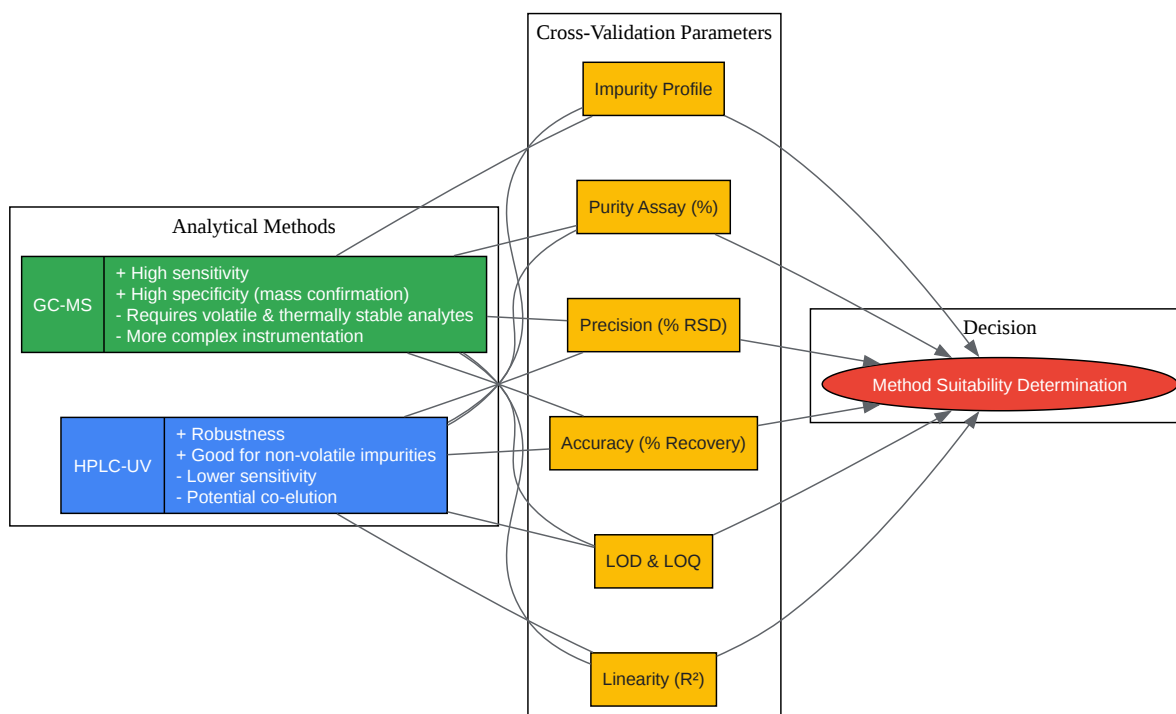 Cross-Validation Parameters
Impurity Profile
Purity Assay (%)
Precision (% RSD)
Accuracy (% Recovery)
LOD & LOQ
Linearity (R²)
Analytical Methods
GC-MS
+ High sensitivity
+ High specificity (mass confirmation)
- Requires volatile & thermally stable analytes
- More complex instrumentation
HPLC-UV
+ Robustness
+ Good for non-volatile impurities
- Lower sensitivity
- Potential co-elution
Decision
Method Suitability Determination